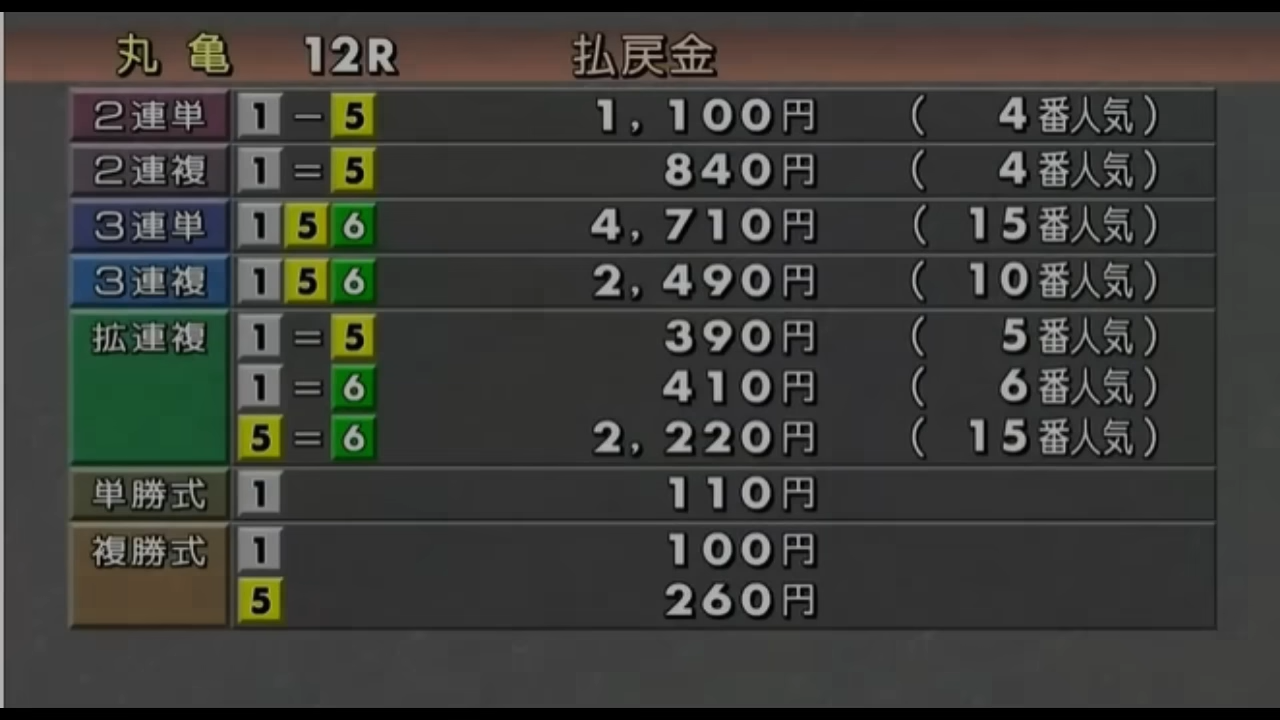 丸亀 12R 払戻金
2連単 1－5 1,100円 (4番人気)
2連複 1＝5 840円 (4番人気)
3連単 1 5 6 4,710円 (15番人気)
3連複 1 5 6 2,490円 (10番人気)
拡連複 1＝5 390円 (5番人気)
1＝6 410円 (6番人気)
5＝6 2,220円 (15番人気)
単勝式 1 110円
複勝式 1 100円
5 260円